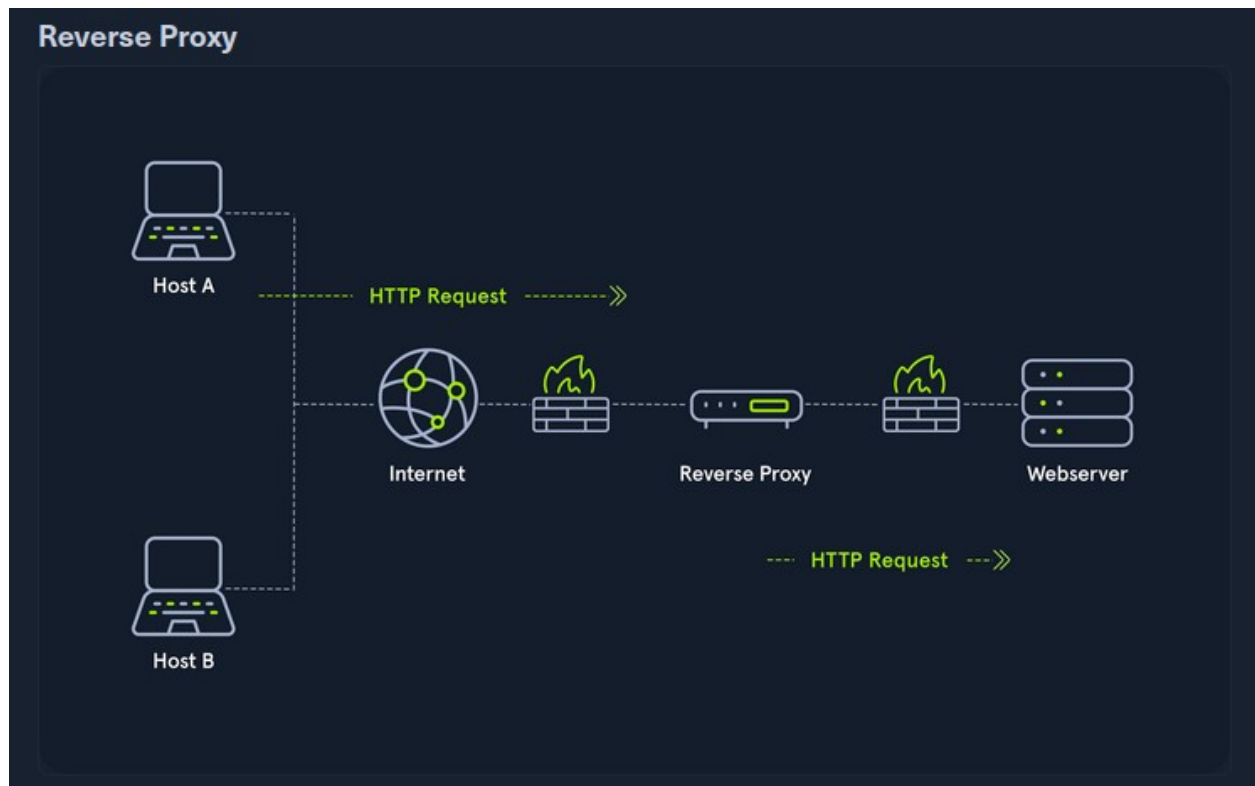 Reverse Proxy
Host A
HTTP Request
Internet
Reverse Proxy
Webserver
HTTP Request
Host B